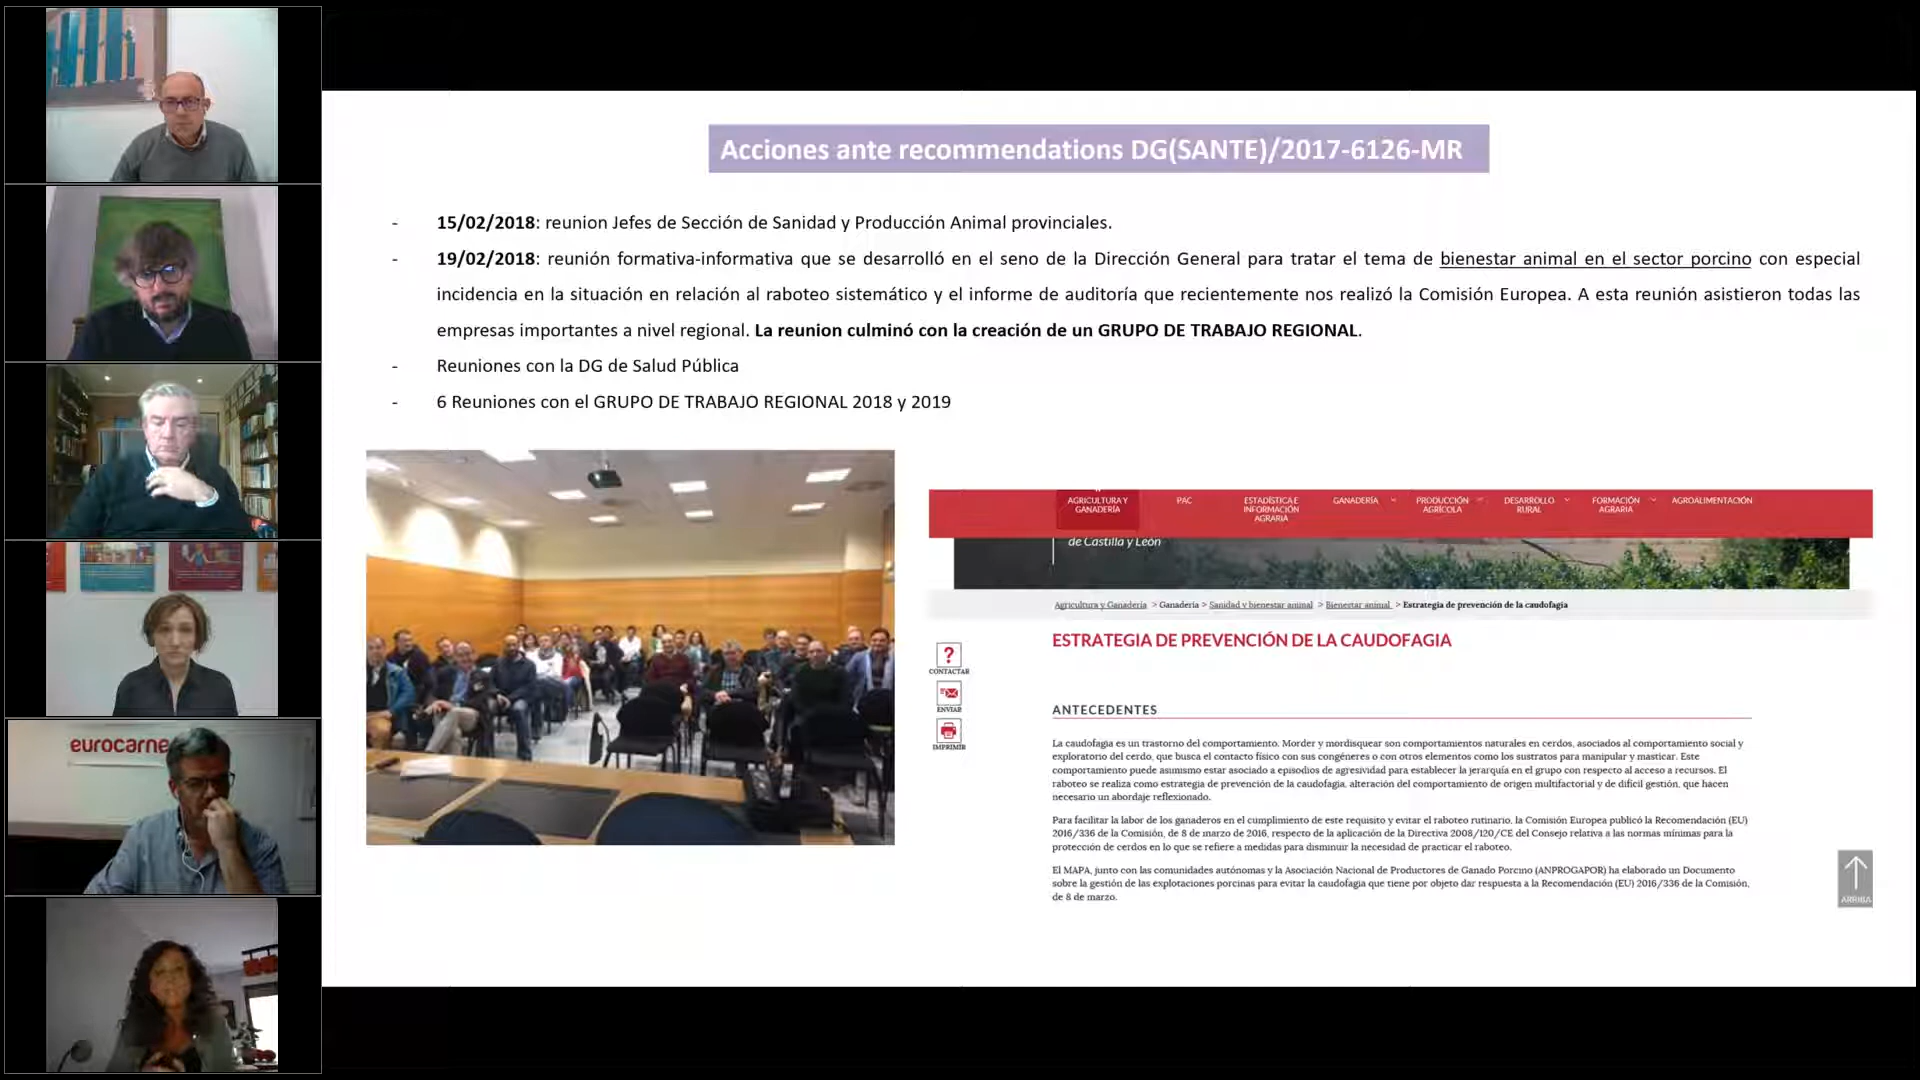 eurocarne
Acciones ante recommendations DG(SANTE)/2017-6126-MR
- 15/02/2018: reunion Jefes de Sección de Sanidad y Producción Animal provinciales.
- 19/02/2018: reunión formativa-informativa que se desarrolló en el seno de la Dirección General para tratar el tema de bienestar animal en el sector porcino con especial
incidencia en la situación en relación al raboteo sistemático y el informe de auditoría que recientemente nos realizó la Comisión Europea. A esta reunión asistieron todas las
empresas importantes a nivel regional. La reunion culminó con la creación de un GRUPO DE TRABAJO REGIONAL.
- Reuniones con la DG de Salud Pública
- 6 Reuniones con el GRUPO DE TRABAJO REGIONAL 2018 y 2019
AGRICULTURA Y
GANADERÍA
PAC
ESTADÍSTICA E
INFORMACIÓN
AGRARIA
GANADERÍA
PRODUCCIÓN
AGRÍCOLA
DESARROLLO
RURAL
FORMACIÓN
AGRARIA
AGROALIMENTACIÓN
de Castilla y León
Agricultura y Ganadería > Ganadería > Sanidad y bienestar animal > Bienestar animal > Estrategia de prevención de la caudofagia
ESTRATEGIA DE PREVENCIÓN DE LA CAUDOFAGIA
?
CONTACTAR
ENVIAR
IMPRIMIR
ANTECEDENTES
La caudofagia es un trastorno del comportamiento. Morder y mordisquear son comportamientos naturales en cerdos, asociados al comportamiento social y
exploratorio del cerdo, que busca el contacto físico con sus congéneres o con otros elementos como los sustratos para manipular y masticar. Este
comportamiento puede asimismo estar asociado a episodios de agresividad para establecer la jerarquía en el grupo con respecto al acceso a recursos. El
raboteo se realiza como estrategia de prevención de la caudofagia, alteración del comportamiento de origen multifactorial y de difícil gestión, que hacen
necesario un abordaje reflexionado.
Para facilitar la labor de los ganaderos en el cumplimiento de este requisito y evitar el raboteo rutinario, la Comisión Europea publicó la Recomendación (EU)
2016/336 de la Comisión, de 8 de marzo de 2016, respecto de la aplicación de la Directiva 2008/120/CE del Consejo relativa a las normas mínimas para la
protección de cerdos en lo que se refiere a medidas para disminuir la necesidad de practicar el raboteo.
El MAPA, junto con las comunidades autónomas y la Asociación Nacional de Productores de Ganado Porcino (ANPROGAPOR) ha elaborado un Documento
sobre la gestión de las explotaciones porcinas para evitar la caudofagia que tiene por objeto dar respuesta a la Recomendación (EU) 2016/336 de la Comisión,
de 8 de marzo.
ARRIBA